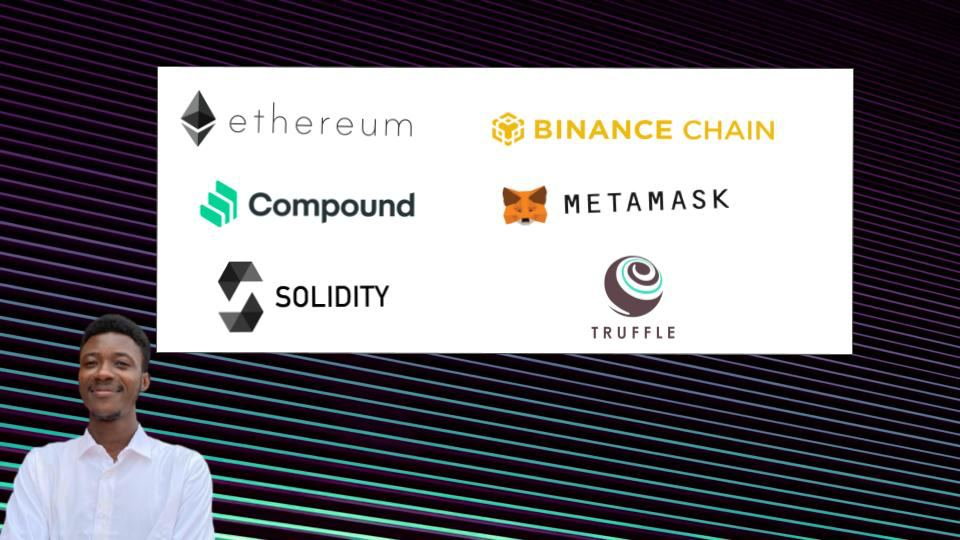 ethereum
BINANCE CHAIN
Compound
METAMASK
SOLIDITY
TRUFFLE